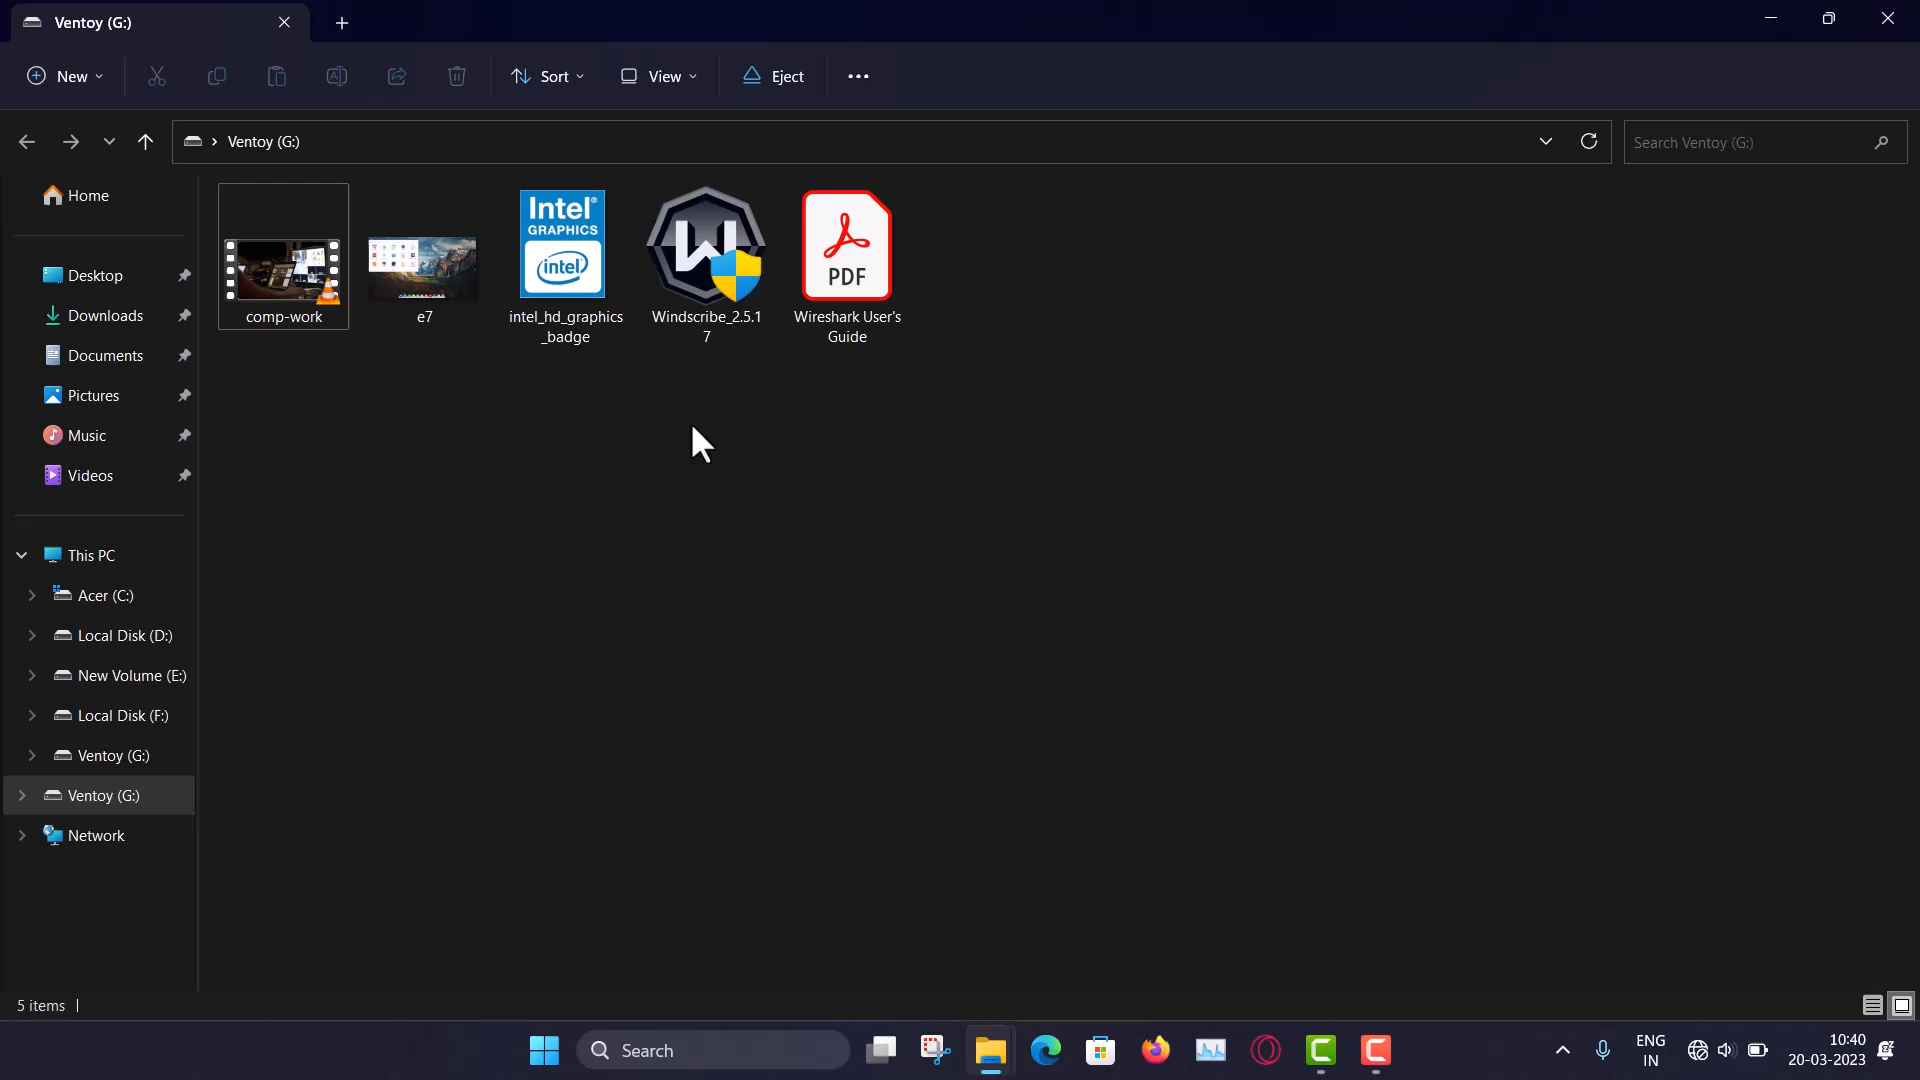 Ventoy (G:)
New
Sort
View
Eject
Ventoy (G:)
Search Ventoy (G:)
Home
Desktop
Downloads
Documents
Pictures
Music
Videos
This PC
Acer (C:)
Local Disk (D:)
New Volume (E:)
Local Disk (F:)
Ventoy (G:)
Ventoy (G:)
Network
comp-work
e7
Intel®
GRAPHICS
intel
intel_hd_graphics
_badge
W
Windscribe_2.5.1
7
PDF
Wireshark User's
Guide
5 items
Search
ENG
IN
10:40
20-03-2023